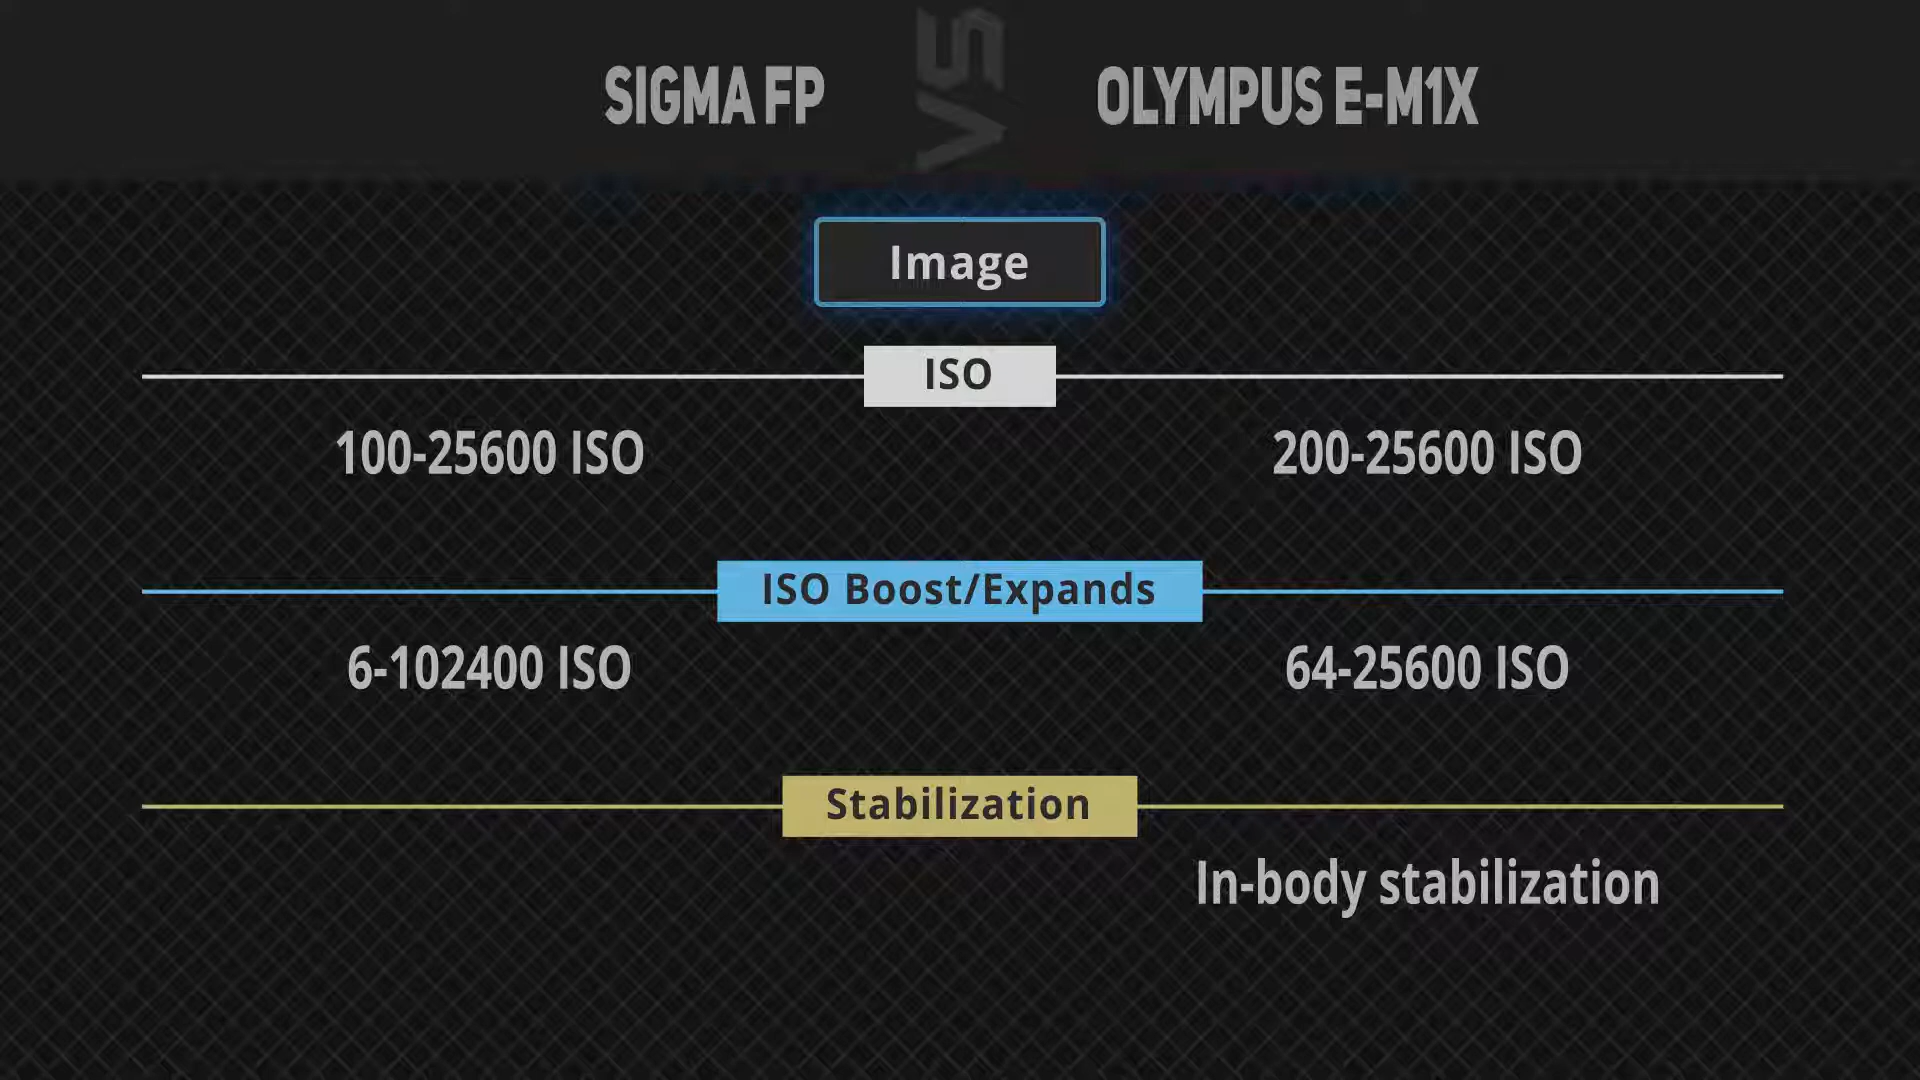 SIGMA FP VS OLYMPUS E-M1X
Image
ISO
100-25600 ISO 200-25600 ISO
ISO Boost/Expands
6-102400 ISO 64-25600 ISO
Stabilization
In-body stabilization